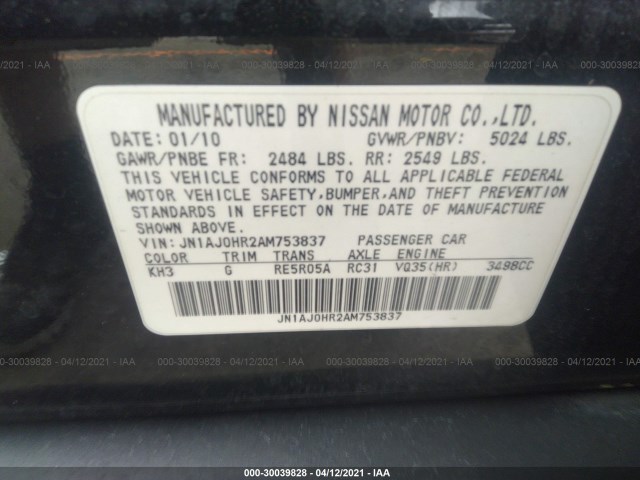 000-30039828 - 04/12/2021 - IAA
MANUFACTURED BY NISSAN MOTOR CO.,LTD.
DATE: 01/10 GVWR/PNBV: 5024 LBS.
GAWR/PNBE FR: 2484 LBS. RR: 2549 LBS.
THIS VEHICLE CONFORMS TO ALL APPLICABLE FEDERAL
MOTOR VEHICLE SAFETY,BUMPER,AND THEFT PREVENTION
STANDARDS IN EFFECT ON THE DATE OF MANUFACTURE
SHOWN ABOVE.
VIN: JN1AJ0HR2AM753837 PASSENGER CAR
COLOR TRIM TRANS AXLE ENGINE
KH3 G RE5R05A RC31 VQ35(HR) 3498CC
JN1AJ0HR2AM753837
000-30039828 - 04/12/2021 - IAA